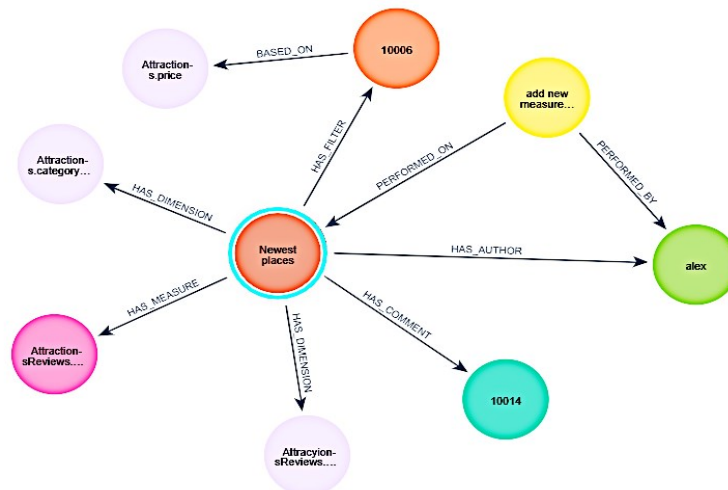 Attraction-
s.price
BASED_ON
10006
add new
measure...
HAS_FILTER
PERFORMED_ON
PERFORMED_BY
Attraction-
s.category...
HAS_DIMENSION
Newest
places
HAS_AUTHOR
alex
HAS_MEASURE
HAS_COMMENT
HAS_DIMENSION
Attraction-
sReviews....
10014
Attracyion-
sReviews....